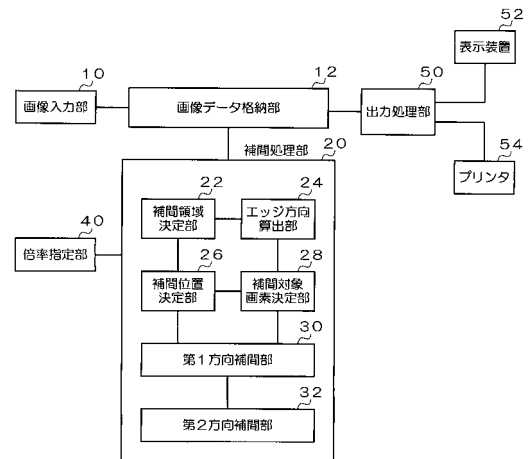 ５２
表示装置
１０
画像入力部
１２
画像データ格納部
５０
出力処理部
５４
プリンタ
補間処理部
２０
２２
補間領域
決定部
２４
エッジ方向
算出部
４０
倍率指定部
２６
補間位置
決定部
２８
補間対象
画素決定部
３０
第１方向補間部
３２
第２方向補間部